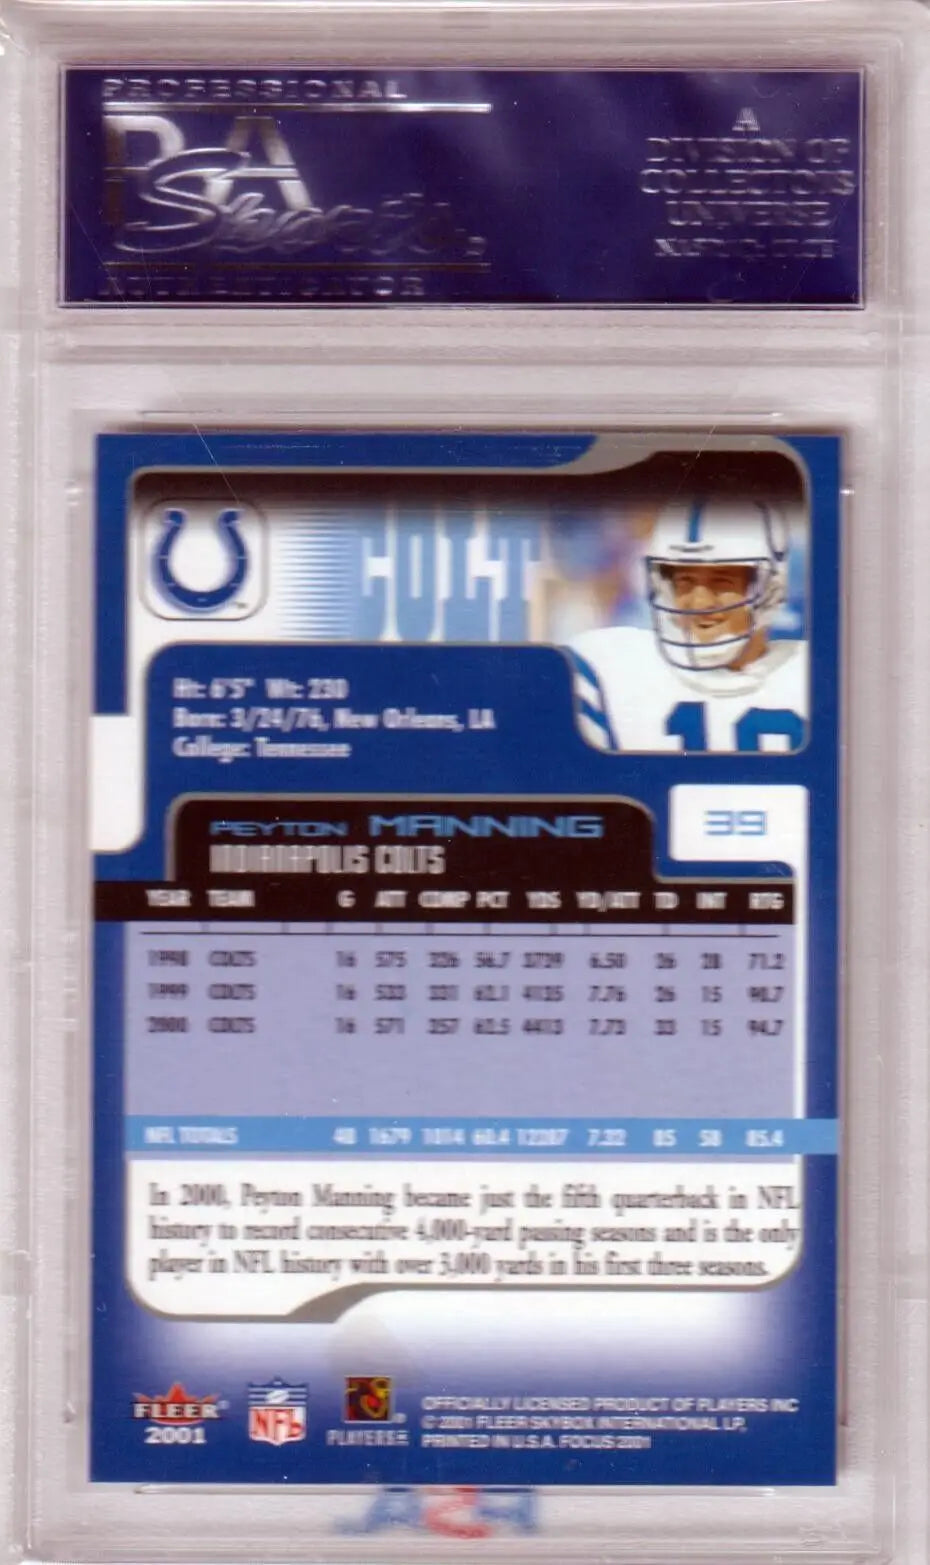 PROFESSIONAL
PSA
Sports
AUTHENTICATOR
A
DIVISION OF
COLLECTORS
UNIVERSE
COLT
Ht: 6'5" Wt: 230
Born: 3/24/76, New Orleans, LA
College: Tennessee
18
PEYTON MANNING 39
INDIANAPOLIS COLTS
YEAR TEAM G ATT COMP PCT YDS YD/ATT TD INT RTG
1998 COLTS 16 575 326 56.7 3739 6.50 26 28 71.2
1999 COLTS 16 533 331 62.1 4135 7.76 26 15 90.7
2000 COLTS 16 571 357 62.5 4413 7.73 33 15 94.7
NFL TOTALS 48 1679 1014 60.4 12287 7.32 85 58 85.4
In 2000, Peyton Manning became just the fifth quarterback in NFL
history to record consecutive 4,000-yard passing seasons and is the only
player in NFL history with over 3,000 yards in his first three seasons.
FLEER
2001
NFL
PLAYERS
OFFICIALLY LICENSED PRODUCT OF PLAYERS INC
© 2001 FLEER SKYBOX INTERNATIONAL LP,
PRINTED IN U.S.A. FOCUS 2001
PSA